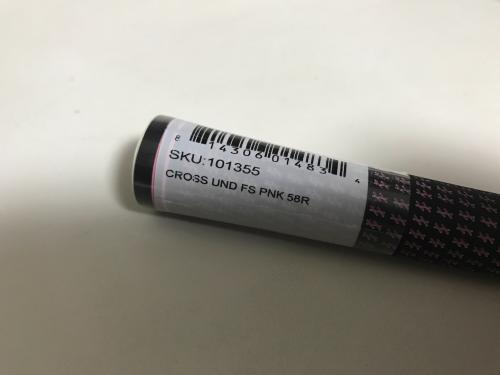 8 14306 01483 4
SKU:101355
CROSS UND FS PNK 58R